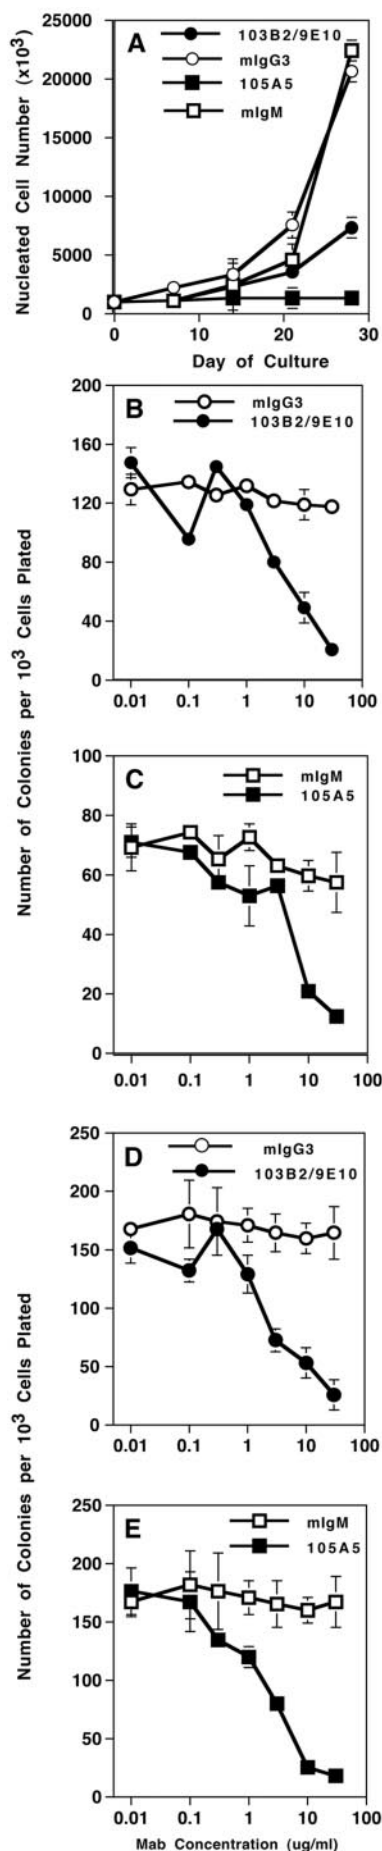 A
103B2/9E10
mIgG3
105A5
mIgM
Nucleated Cell Number (x10³)
25000
20000
15000
10000
5000
0
0 10 20 30
Day of Culture
B
mIgG3
103B2/9E10
200
160
120
80
40
0
0.01 0.1 1 10 100
Number of Colonies per 10³ Cells Plated
C
mIgM
105A5
100
80
60
40
20
0
0.01 0.1 1 10 100
D
mIgG3
103B2/9E10
250
200
150
100
50
0
0.01 0.1 1 10 100
Number of Colonies per 10³ Cells Plated
E
mIgM
105A5
250
200
150
100
50
0
0.01 0.1 1 10 100
Mab Concentration (ug/ml)